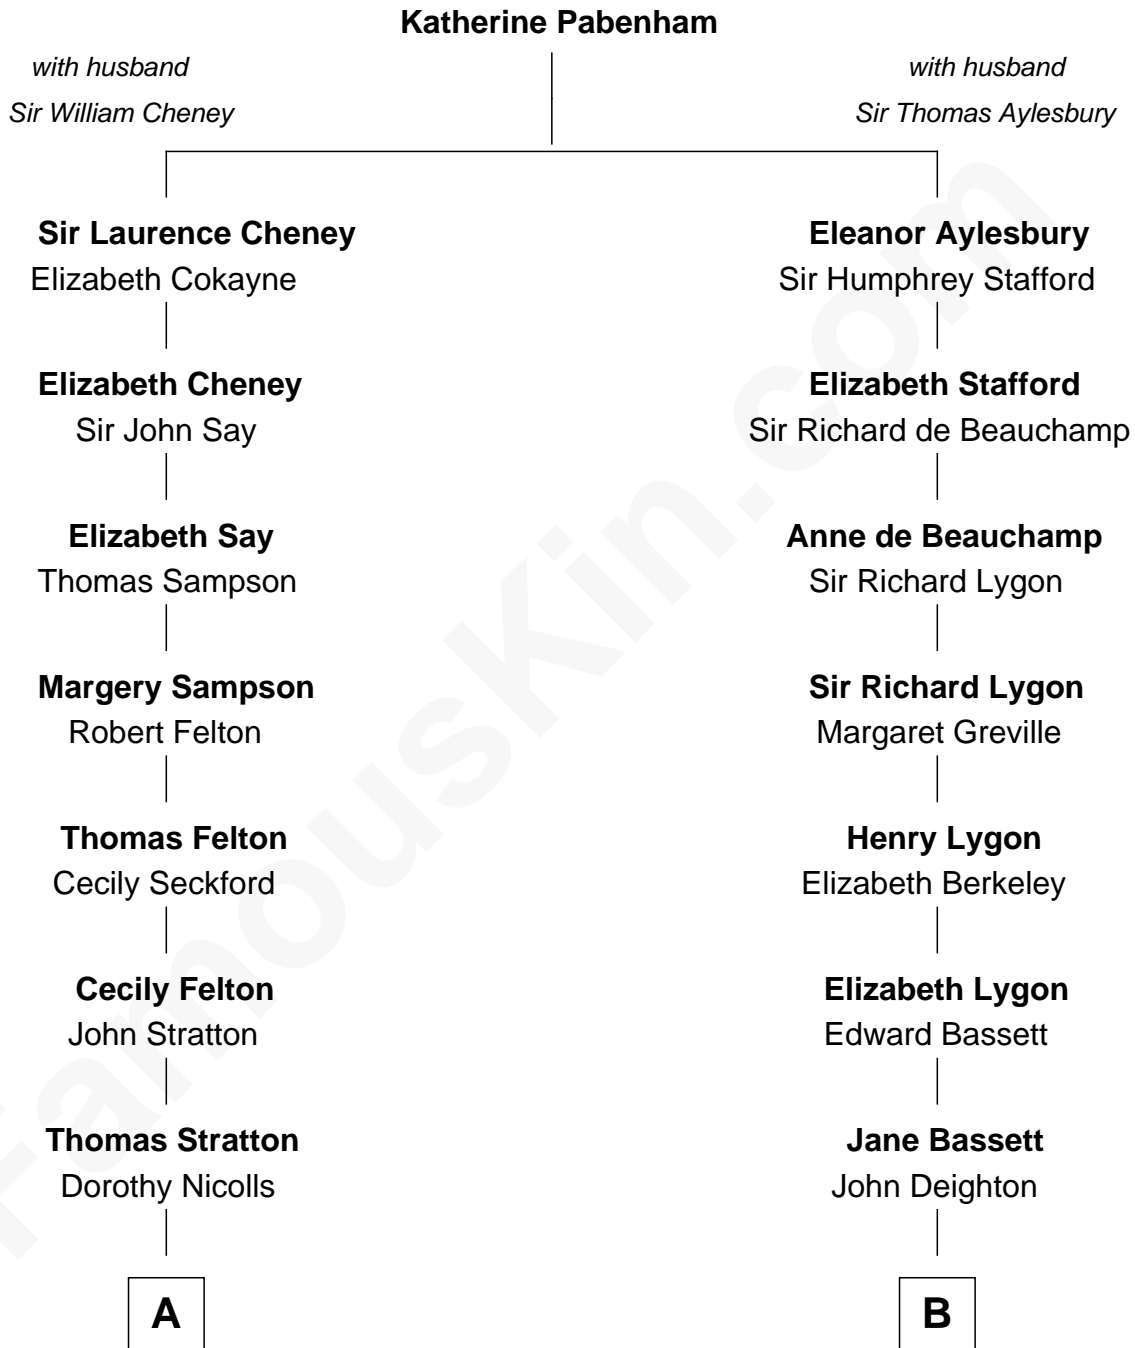 Katherine Pabenham
with husband
Sir William Cheney
with husband
Sir Thomas Aylesbury
Sir Laurence Cheney
Elizabeth Cokayne
Eleanor Aylesbury
Sir Humphrey Stafford
Elizabeth Cheney
Sir John Say
Elizabeth Stafford
Sir Richard de Beauchamp
Elizabeth Say
Thomas Sampson
Anne de Beauchamp
Sir Richard Lygon
Margery Sampson
Robert Felton
Sir Richard Lygon
Margaret Greville
Thomas Felton
Cecily Seckford
Henry Lygon
Elizabeth Berkeley
Cecily Felton
John Stratton
Elizabeth Lygon
Edward Bassett
Thomas Stratton
Dorothy Nicolls
Jane Bassett
John Deighton
A
B
FamousKin.com